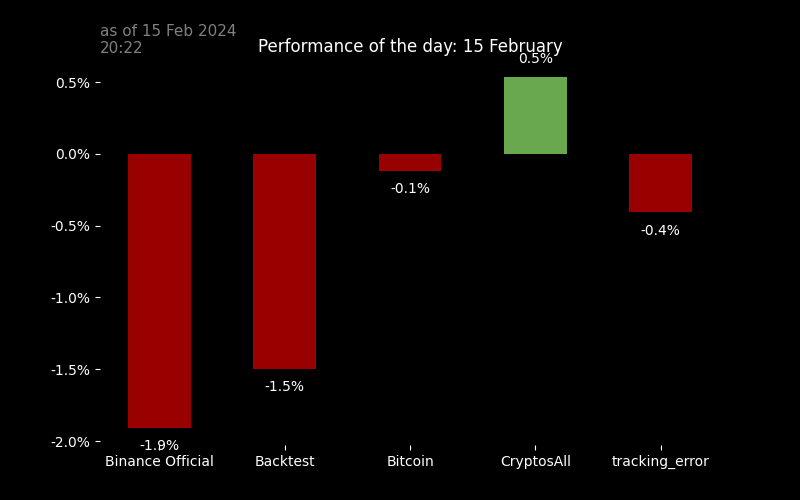 as of 15 Feb 2024
20:22
Performance of the day: 15 February
0.5%
0.5%
0.0%
-0.1%
-0.5%
-0.4%
-1.0%
-1.5%
-1.5%
-2.0%
-1.9%
Binance Official
Backtest
Bitcoin
CryptosAll
tracking_error